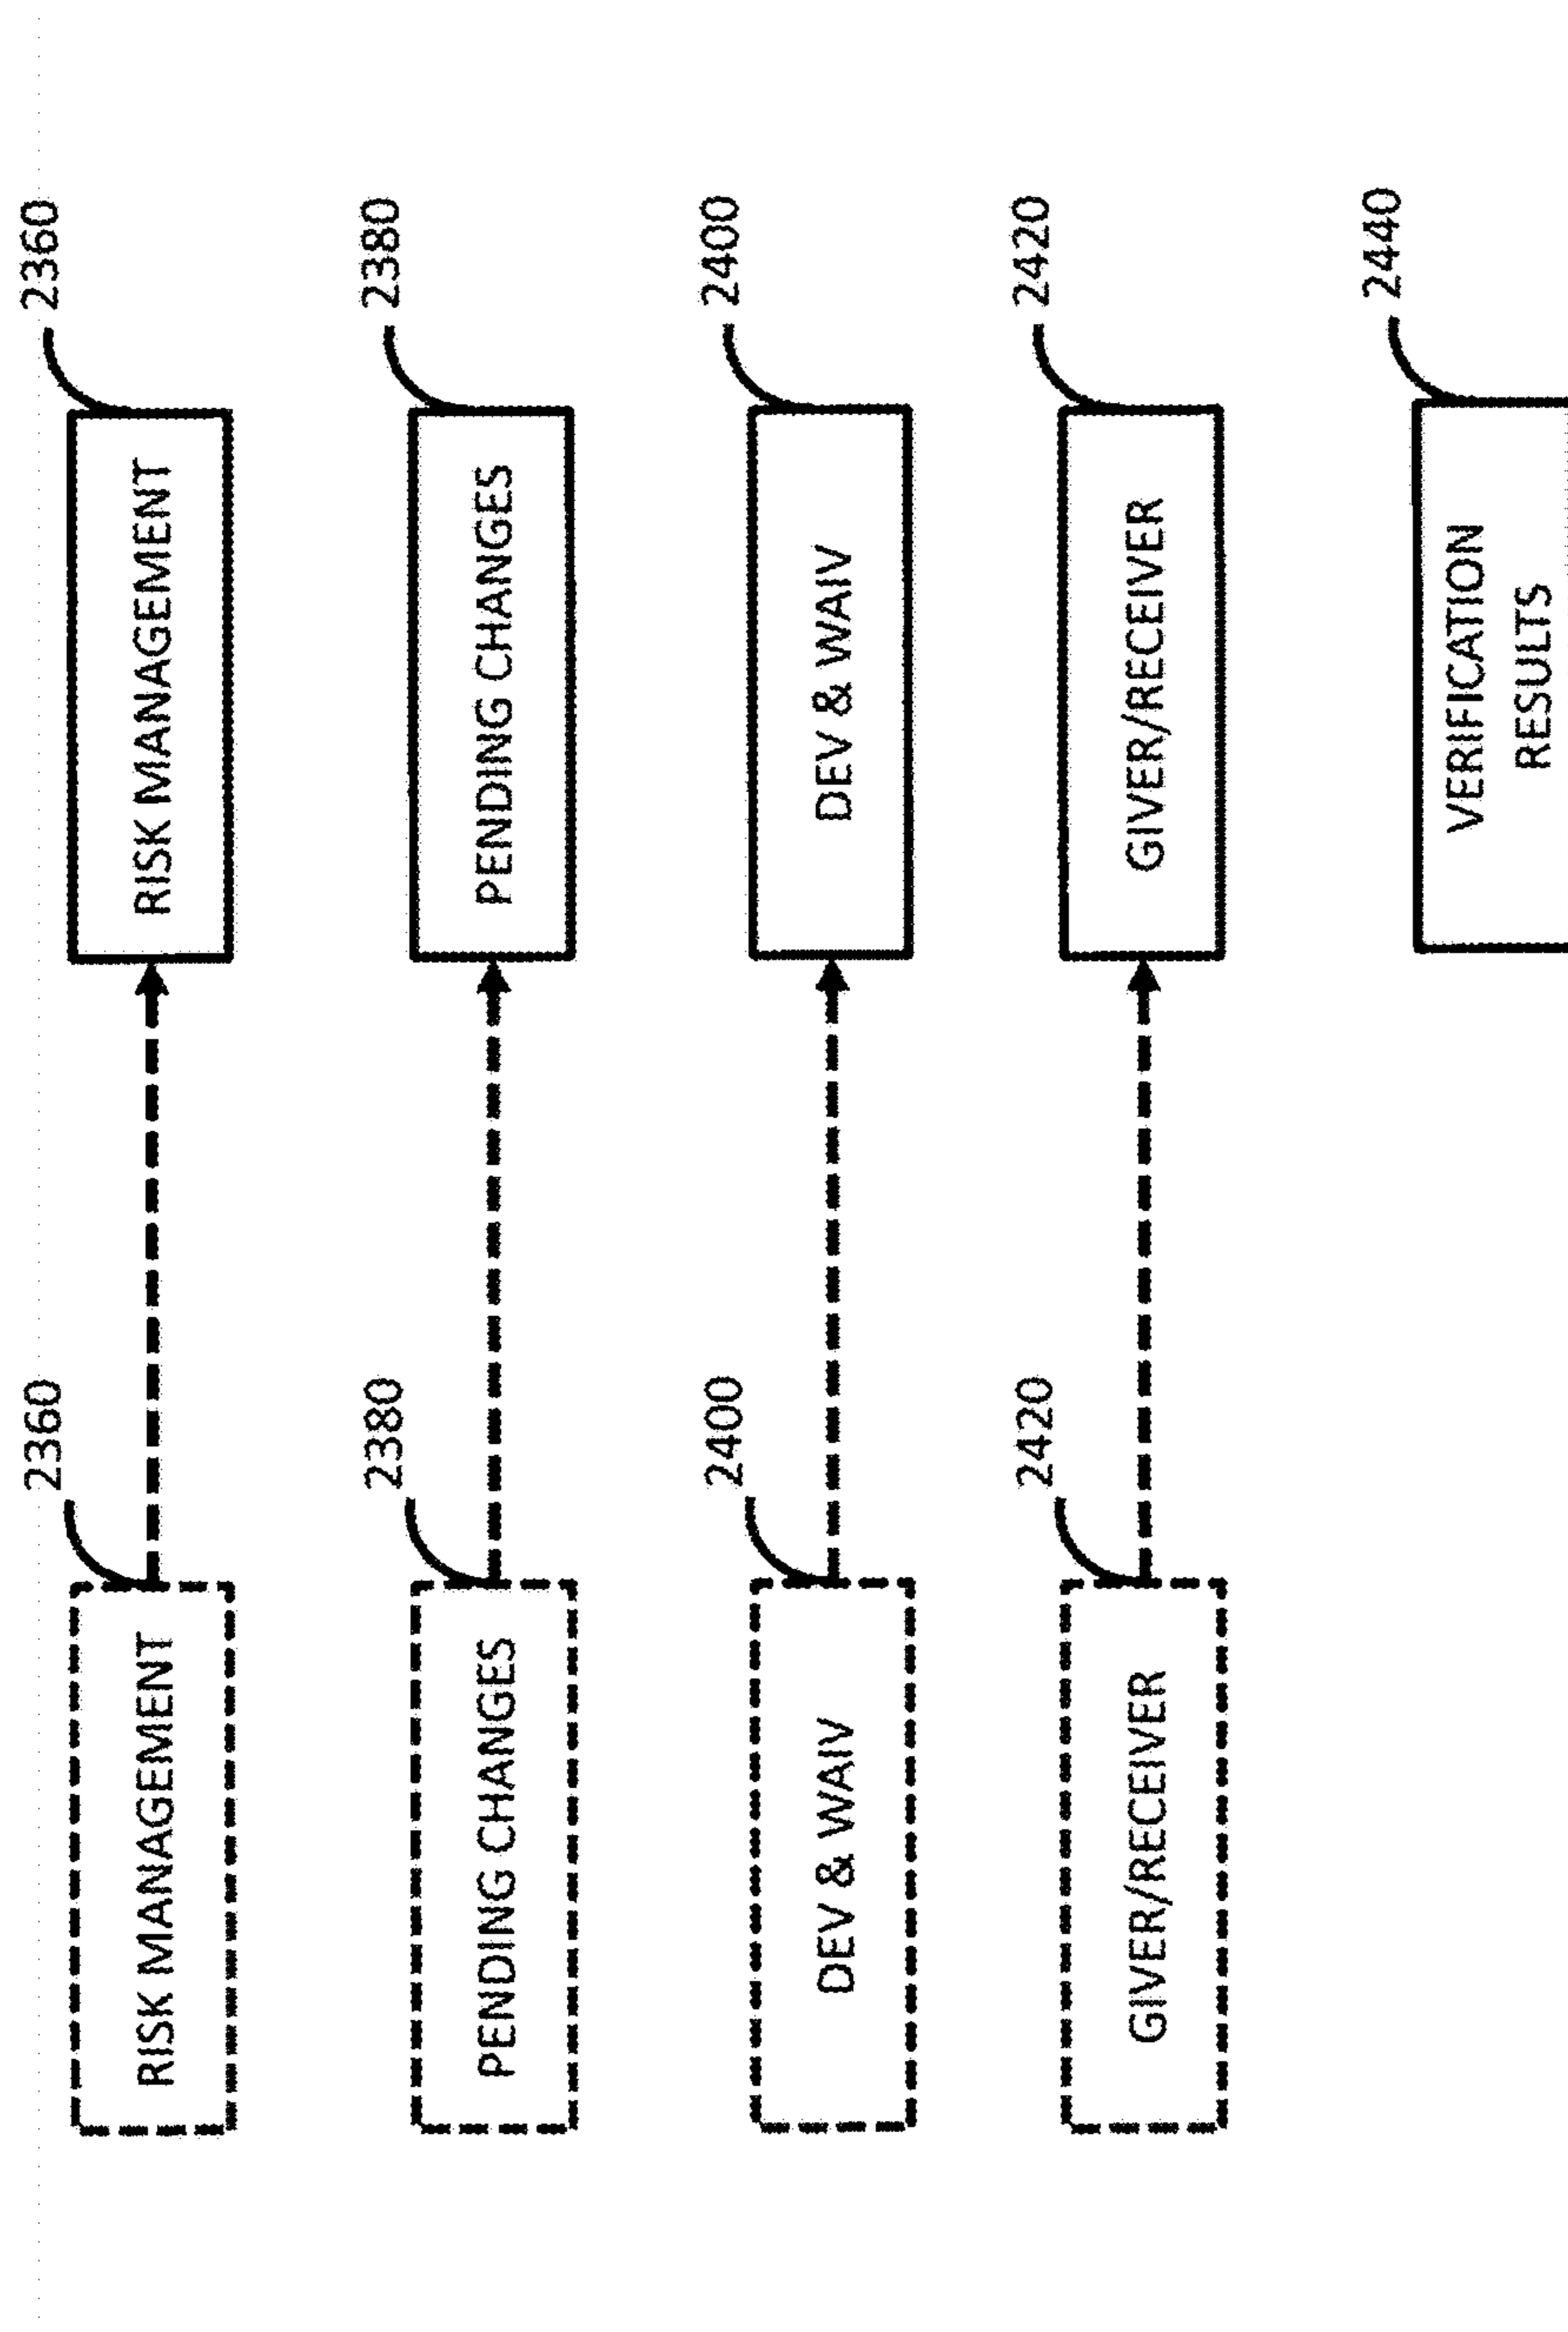 2360
2360
RISK MANAGEMENT
RISK MANAGEMENT
2380
2380
PENDING CHANGES
PENDING CHANGES
2400
2400
DEV & WAIV
DEV & WAIV
2420
2420
GIVER/RECEIVER
GIVER/RECEIVER
2440
VERIFICATION
RESULTS